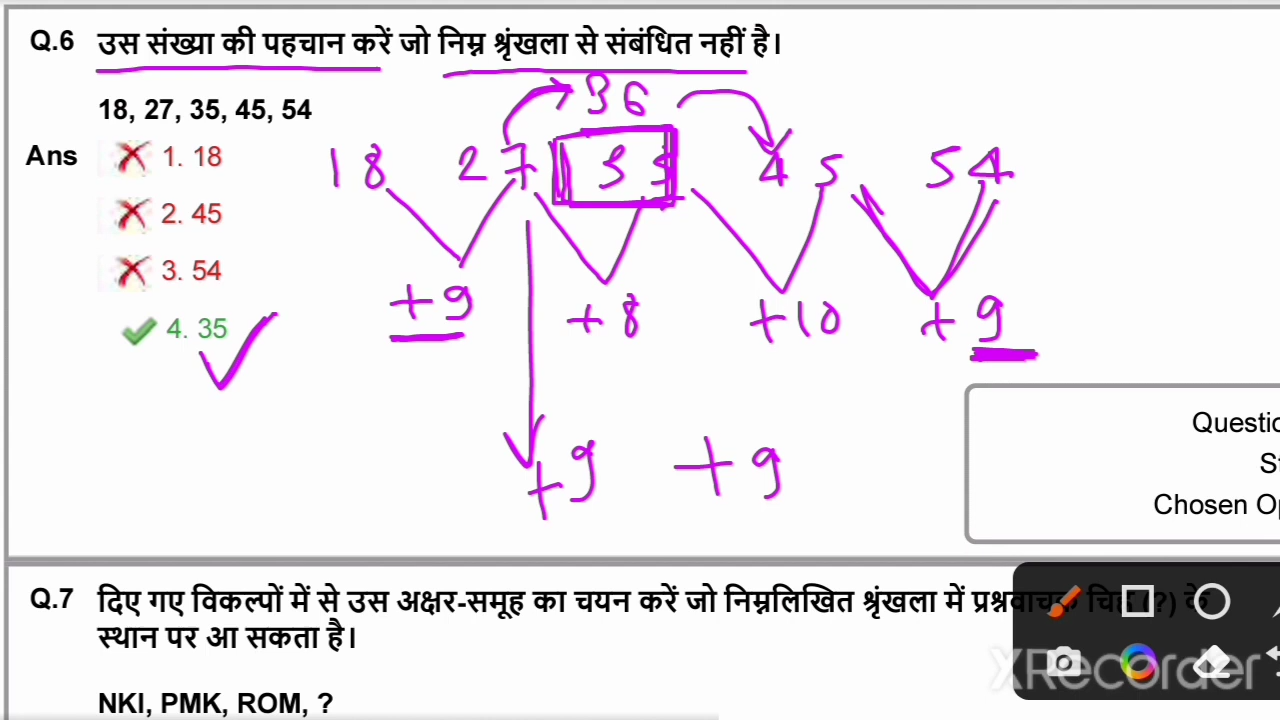 Q.6 उस संख्या की पहचान करें जो निम्न श्रृंखला से संबंधित नहीं है।
36
18, 27, 35, 45, 54
Ans 1. 18
18 27 35 45 54
2. 45
3. 54
+9 +8 +10 +9
4. 35
+9 +9
Questio
St
Chosen Op
Q.7 दिए गए विकल्पों में से उस अक्षर-समूह का चयन करें जो निम्नलिखित श्रृंखला में प्रश्नवाचक चिह्न (?) के
स्थान पर आ सकता है।
XRecorder
NKI, PMK, ROM, ?